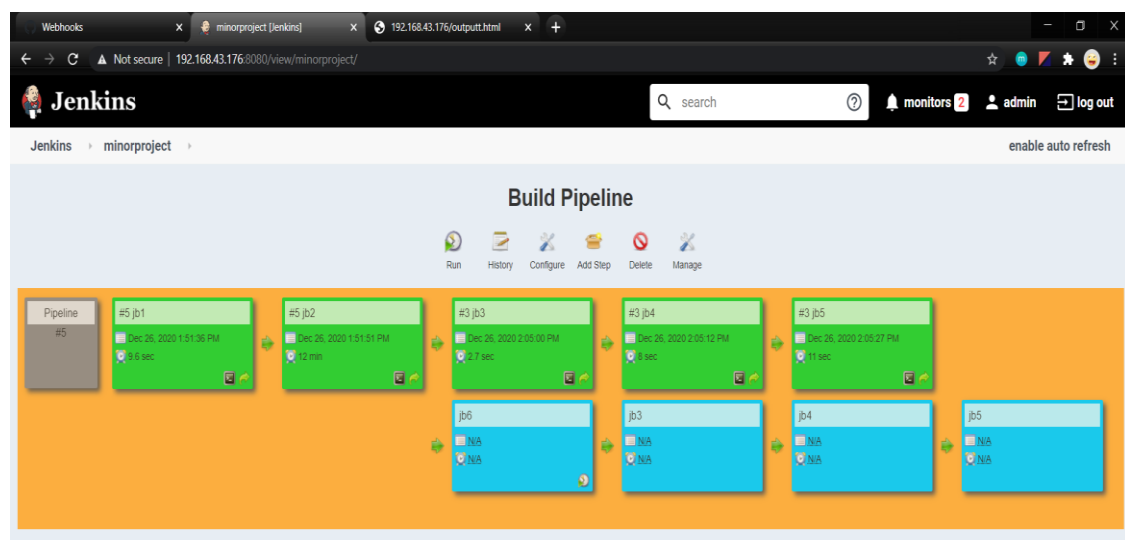 Webhooks x minorproject [Jenkins] x 192.168.43.176/outputt.html x +
Not secure | 192.168.43.176:8080/view/minorproject/
Jenkins search monitors 2 admin log out
Jenkins minorproject enable auto refresh
Build Pipeline
Run History Configure Add Step Delete Manage
Pipeline
#5
#5 jb1
Dec 26, 2020 1:51:36 PM
9.6 sec
#5 jb2
Dec 26, 2020 1:51:51 PM
12 min
#3 jb3
Dec 26, 2020 2:05:00 PM
2.7 sec
#3 jb4
Dec 26, 2020 2:05:12 PM
8 sec
#3 jb5
Dec 26, 2020 2:05:27 PM
11 sec
jb6
N/A
N/A
jb3
N/A
N/A
jb4
N/A
N/A
jb5
N/A
N/A